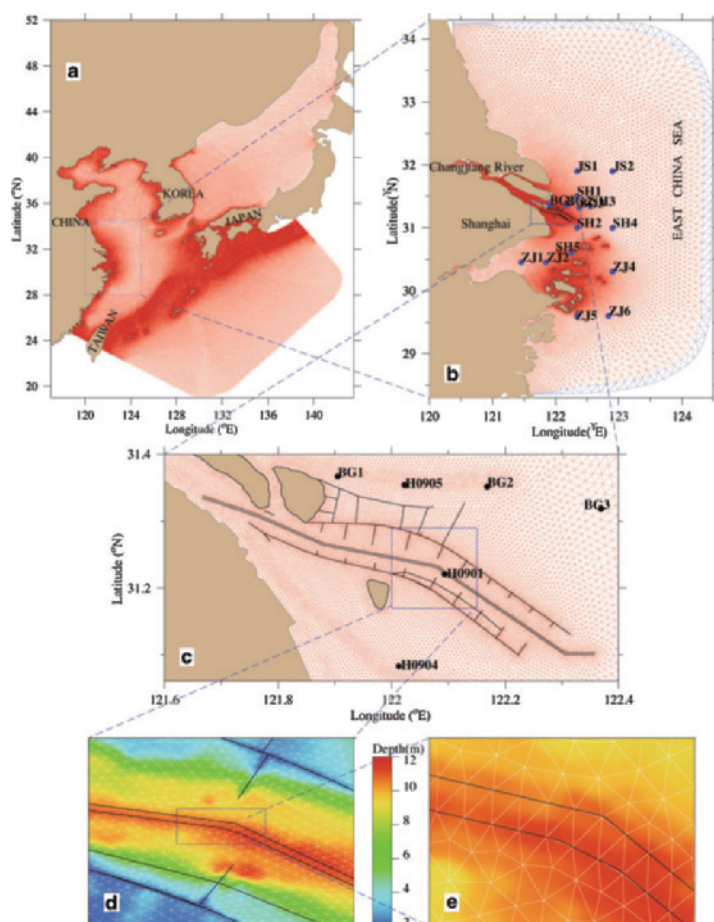 52
48
44
40
36
32
28
24
20
Latitude (°N)
a
KOREA
CHINA
JAPAN
TAIWAN
120 124 128 132 136 140
Longitude (°E)
34
33
32
31
30
29
JS1 JS2
Changjiang River
SH1
Shanghai
SH2 SH4
SH5
ZJ1 ZJ2
ZJ4
ZJ5 ZJ6
EAST CHINA SEA
b
120 121 122 123 124
31.4
31.2
Latitude (°N)
BG1
H0905
BG2
BG3
H0901
H0904
c
121.6 121.8 122 122.2 122.4
Longitude (°E)
Depth(m)
12
10
8
6
4
d
e